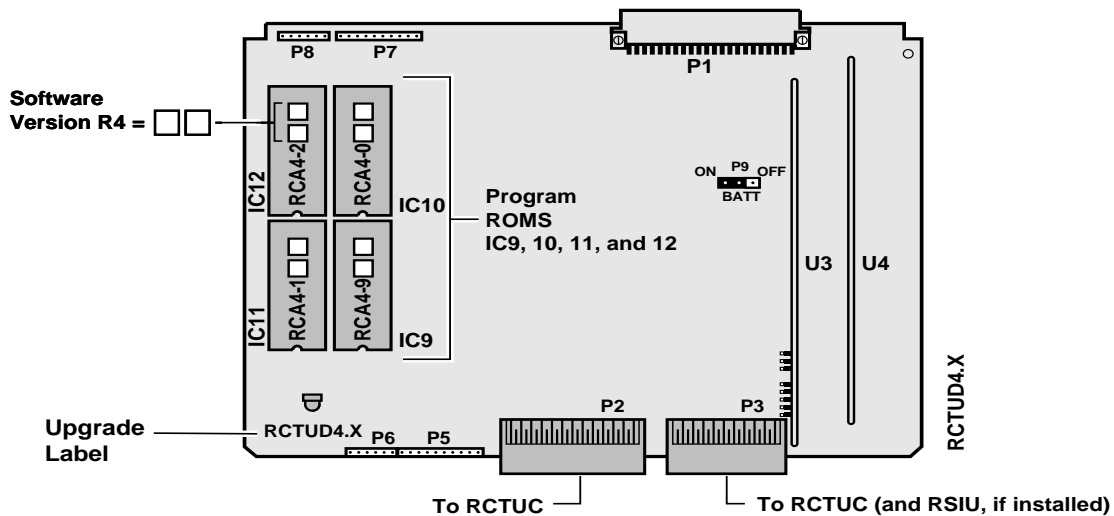 P8
P7
P1
Software
Version R4 =
RCA4-2
RCA4-0
IC12
IC10
ON P9 OFF
BATT
Program
ROMS
IC9, 10, 11, and 12
U3
U4
RCA4-1
RCA4-9
IC11
IC9
RCTUD4.X
Upgrade
Label
RCTUD4.X
P6
P5
P2
P3
To RCTUC
To RCTUC (and RSIU, if installed)